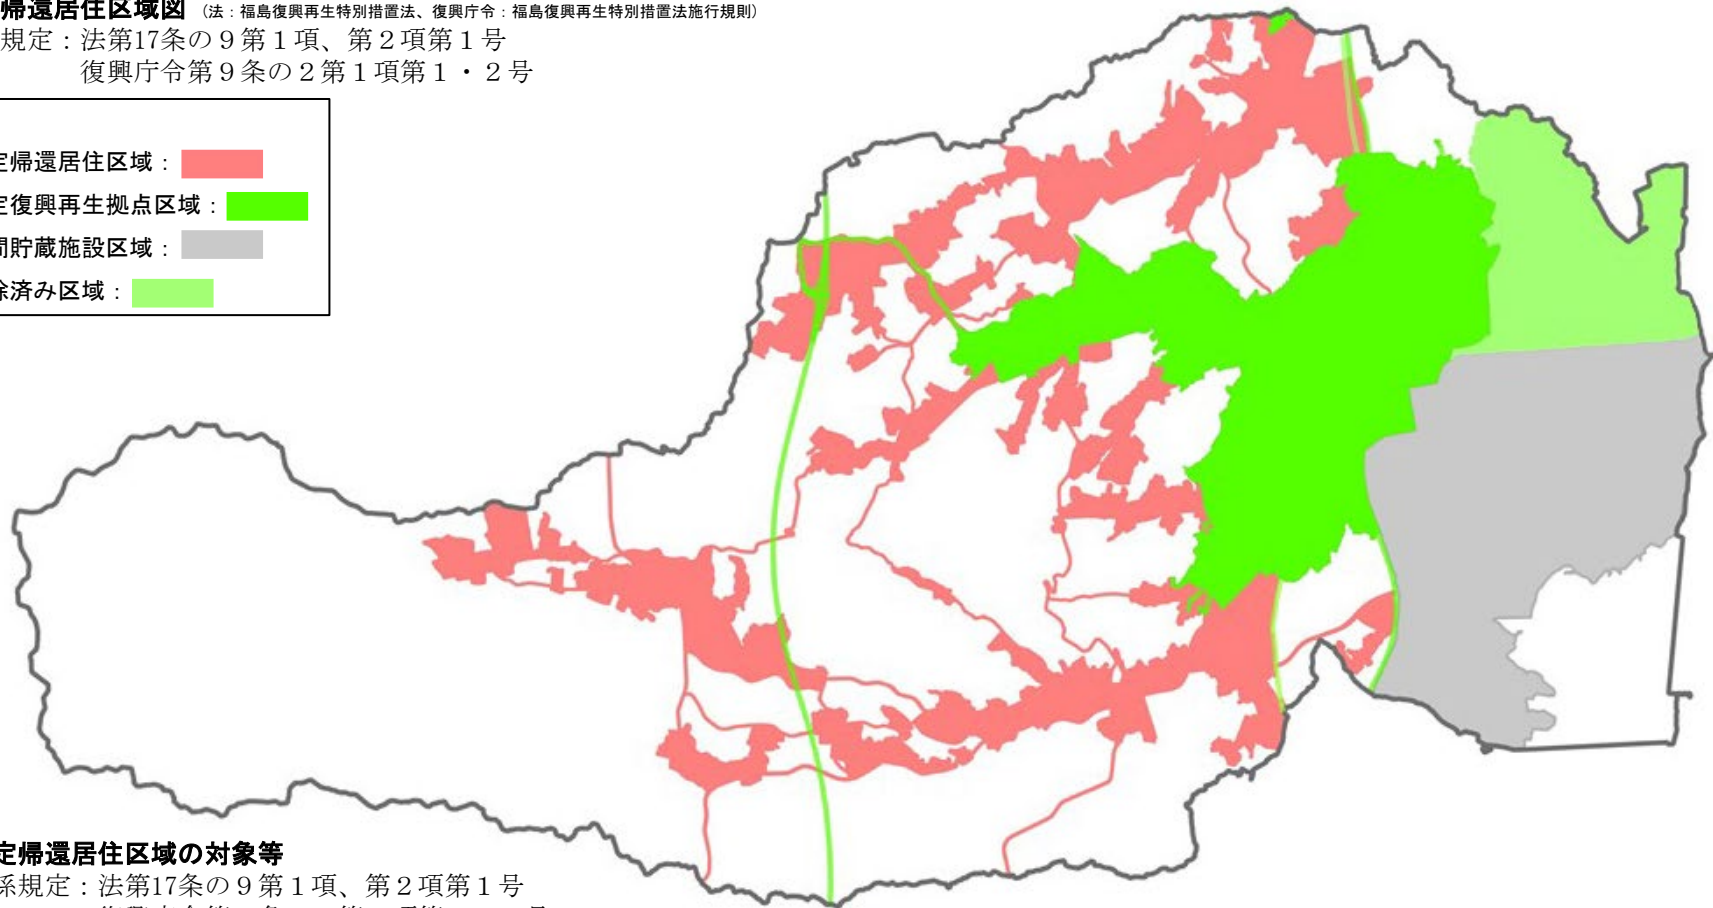 帰還居住区域図 (法：福島復興再生特別措置法、復興庁令：福島復興再生特別措置法施行規則)
規定：法第17条の９第１項、第２項第１号
復興庁令第９条の２第１項第１・２号
定帰還居住区域：
定復興再生拠点区域：
間貯蔵施設区域：
除済み区域：
定帰還居住区域の対象等
係規定：法第17条の９第１項、第２項第１号